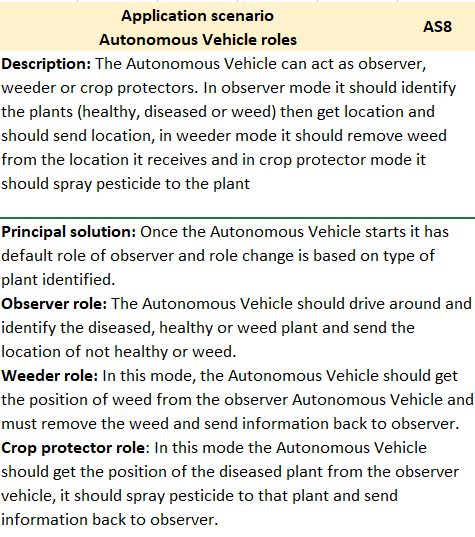 Application scenario
Autonomous Vehicle roles
AS8
Description: The Autonomous Vehicle can act as observer,
weeder or crop protectors. In observer mode it should identify
the plants (healthy, diseased or weed) then get location and
should send location, in weeder mode it should remove weed
from the location it receives and in crop protector mode it
should spray pesticide to the plant
Principal solution: Once the Autonomous Vehicle starts it has
default role of observer and role change is based on type of
plant identified.
Observer role: The Autonomous Vehicle should drive around and
identify the diseased, healthy or weed plant and send the
location of not healthy or weed.
Weeder role: In this mode, the Autonomous Vehicle should get
the position of weed from the observer Autonomous Vehicle and
must remove the weed and send information back to observer.
Crop protector role: In this mode the Autonomous Vehicle
should get the position of the diseased plant from the observer
vehicle, it should spray pesticide to that plant and send
information back to observer.